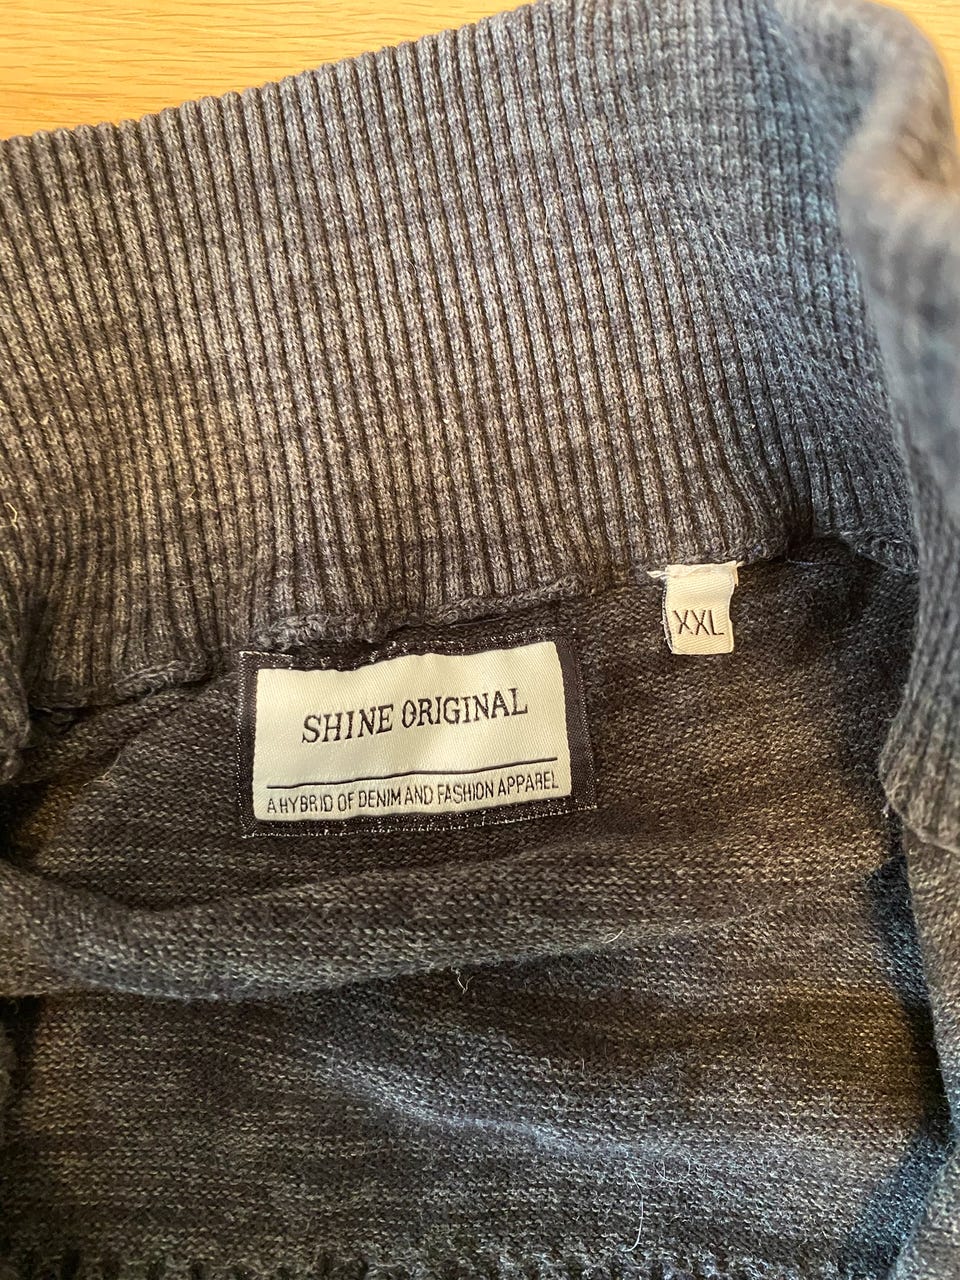 XXL
SHINE ORIGINAL
A HYBRID OF DENIM AND FASHION APPAREL